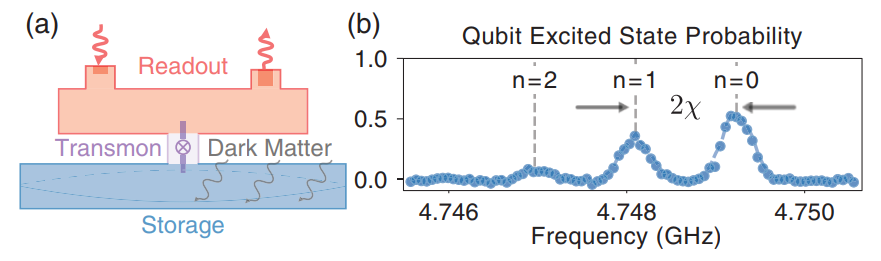 (a)
Readout
Transmon
Dark Matter
Storage
(b)
Qubit Excited State Probability
1.0
0.5
0.0
n=2
n=1
n=0
2χ
4.746
4.748
4.750
Frequency (GHz)